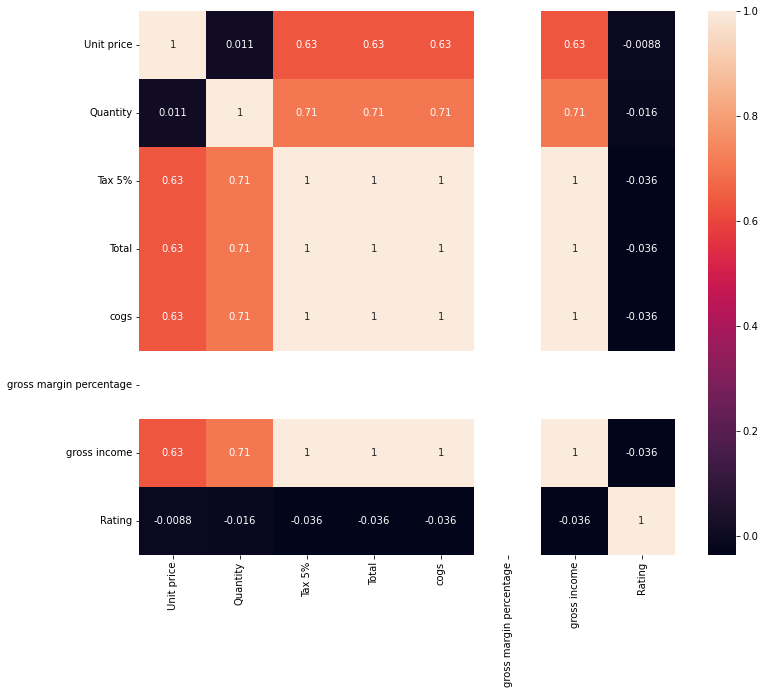 Unit price 1 0.011 0.63 0.63 0.63 0.63 -0.0088
Quantity 0.011 1 0.71 0.71 0.71 0.71 -0.016
Tax 5% 0.63 0.71 1 1 1 1 -0.036
Total 0.63 0.71 1 1 1 1 -0.036
cogs 0.63 0.71 1 1 1 1 -0.036
gross margin percentage
gross income 0.63 0.71 1 1 1 1 -0.036
Rating -0.0088 -0.016 -0.036 -0.036 -0.036 -0.036 1
Unit price
Quantity
Tax 5%
Total
cogs
gross margin percentage
gross income
Rating
1.0
0.8
0.6
0.4
0.2
0.0